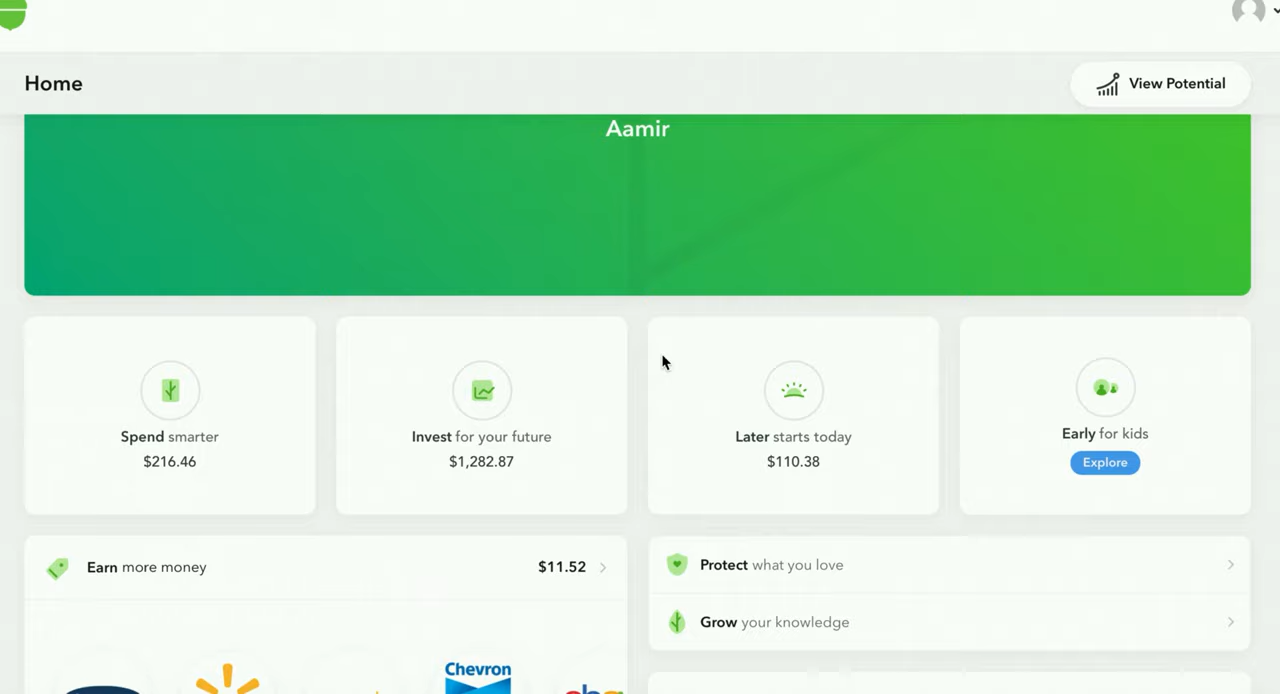 Home
View Potential
Aamir
Spend smarter
$216.46
Invest for your future
$1,282.87
Later starts today
$110.38
Early for kids
Explore
Earn more money
$11.52
Protect what you love
Grow your knowledge
Chevron